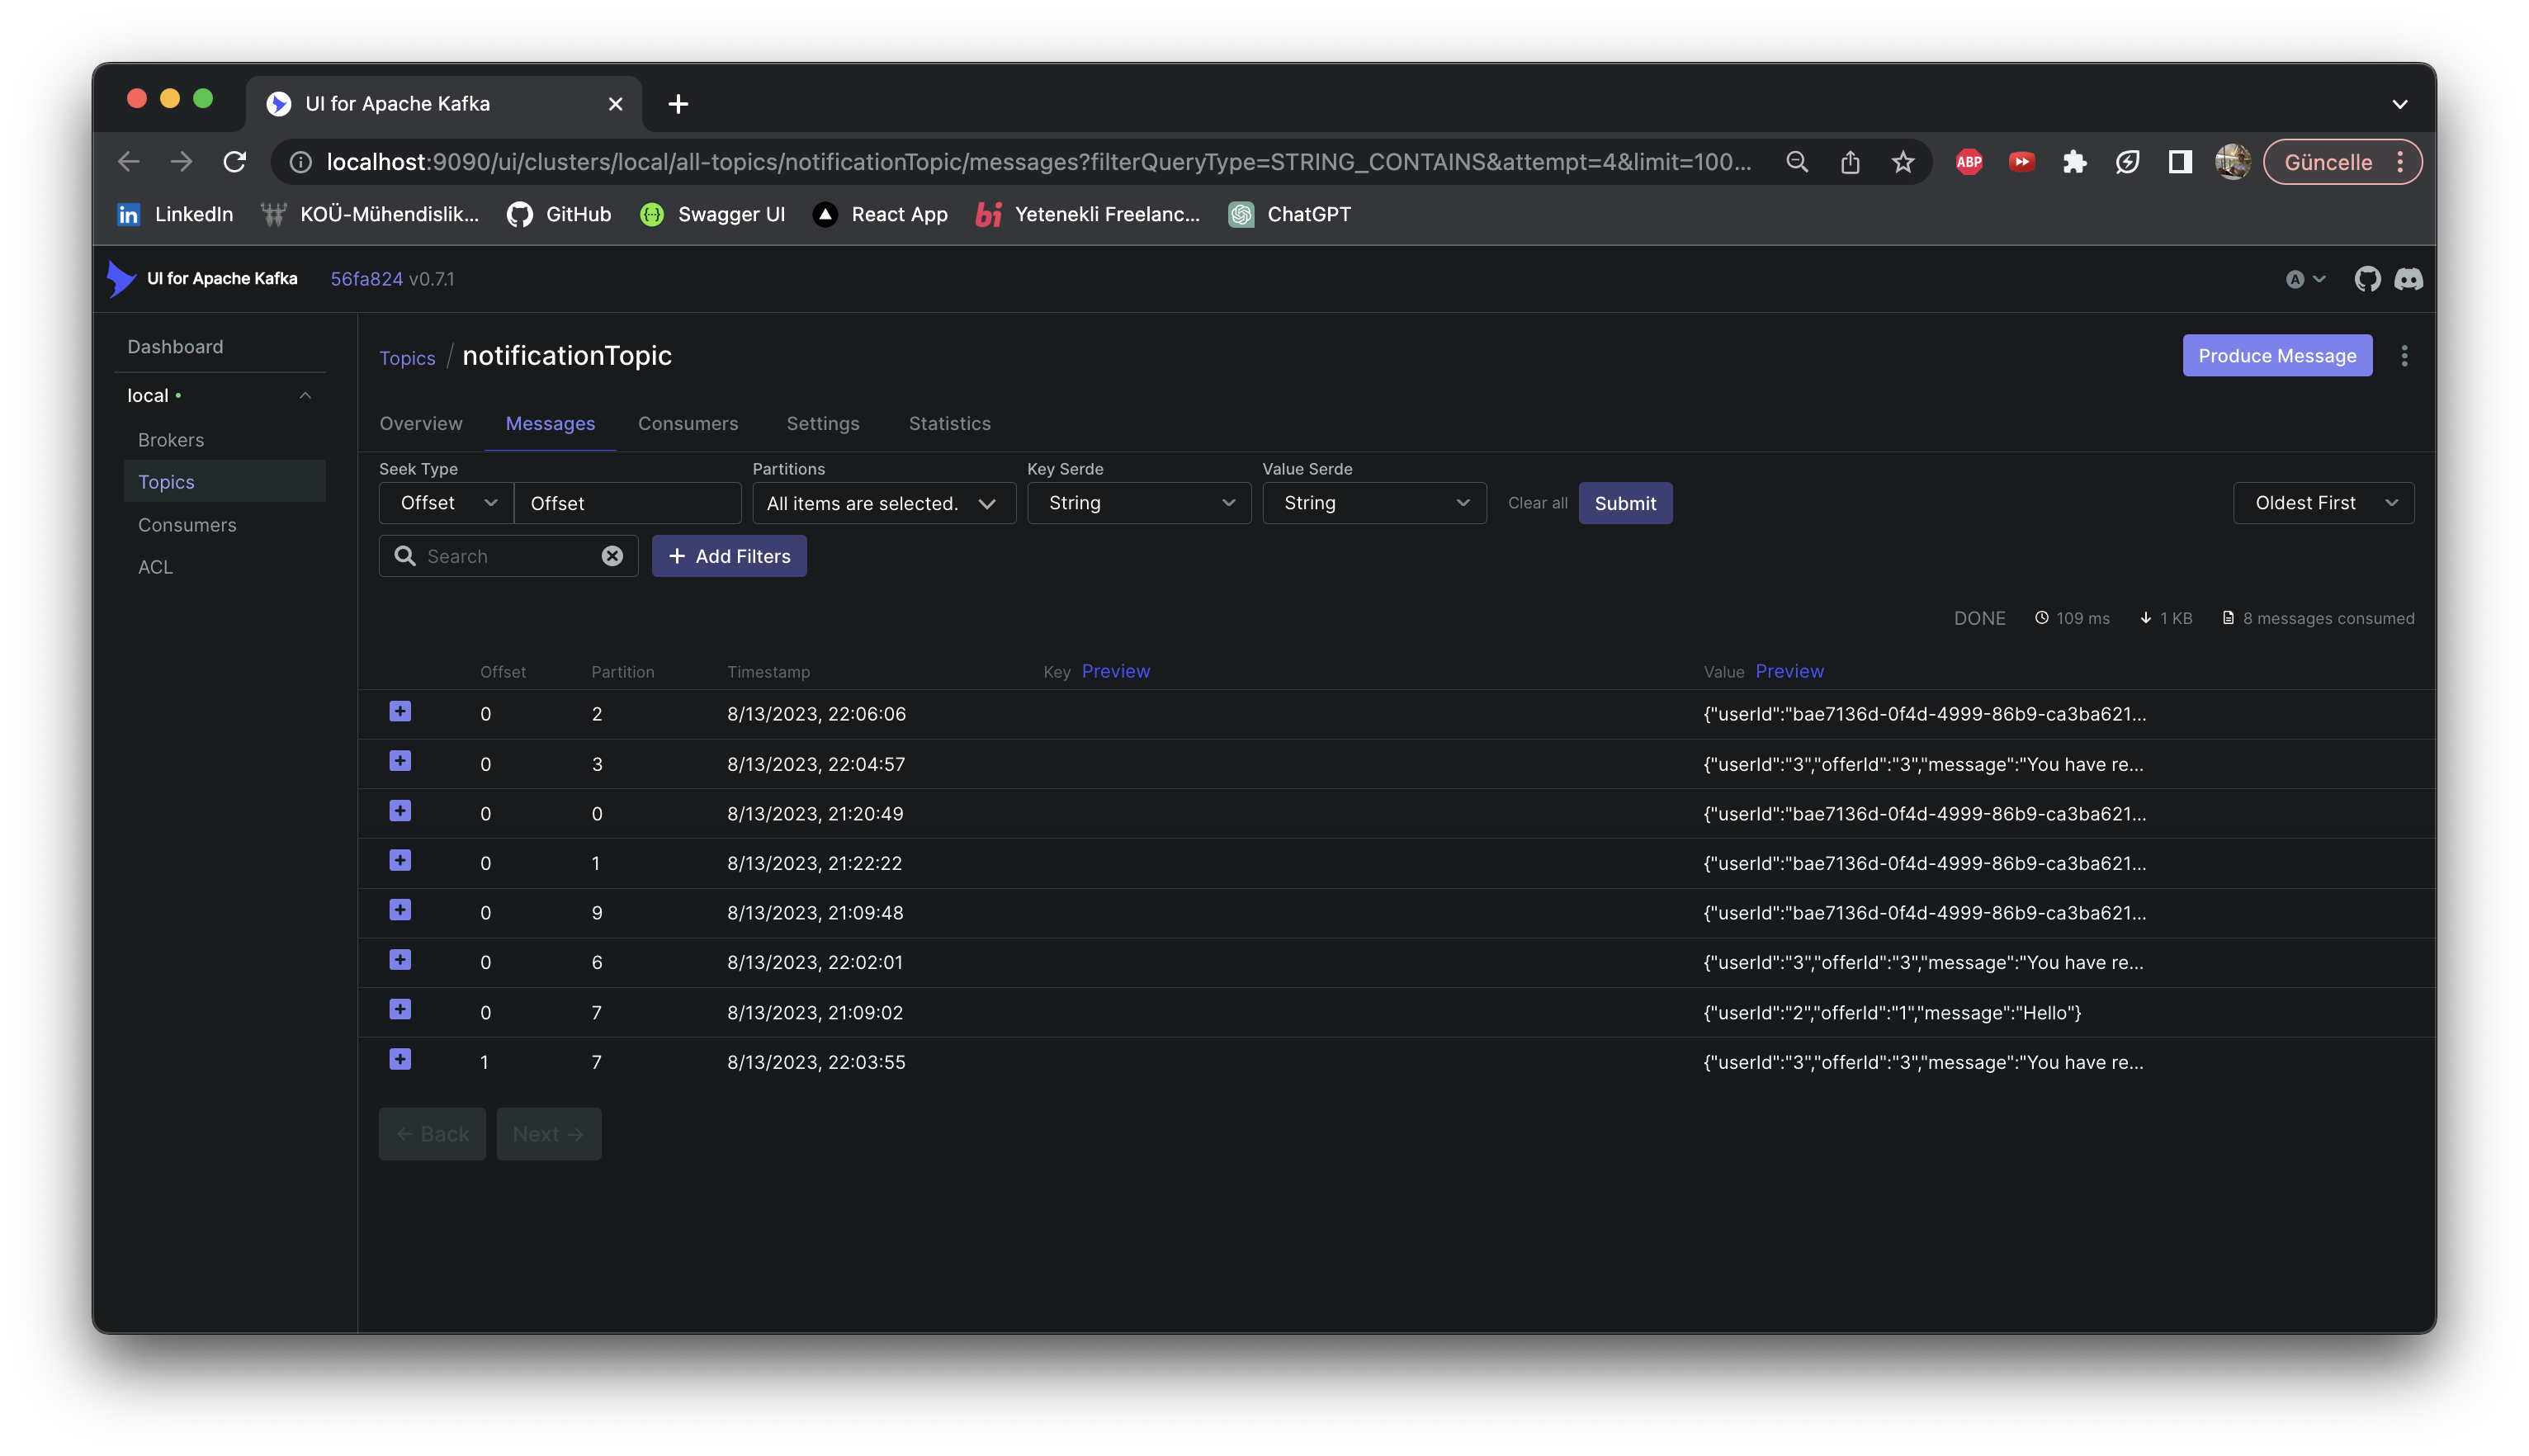 UI for Apache Kafka
localhost:9090/ui/clusters/local/all-topics/notificationTopic/messages?filterQueryType=STRING_CONTAINS&attempt=4&limit=100... ABP Güncelle
in LinkedIn KOÜ-Mühendislik... GitHub {···} Swagger UI React App bi Yetenekli Freelanc... ChatGPT
UI for Apache Kafka 56fa824 v0.7.1 A
Dashboard
local
Brokers
Topics
Consumers
ACL
Topics / notificationTopic Produce Message
Overview Messages Consumers Settings Statistics
Seek Type Partitions Key Serde Value Serde
Offset Offset All items are selected. String String Clear all Submit Oldest First
Search Add Filters
DONE 109 ms 1 KB 8 messages consumed
Offset Partition Timestamp Key Preview Value Preview
0 2 8/13/2023, 22:06:06 {"userId":"bae7136d-0f4d-4999-86b9-ca3ba621...
0 3 8/13/2023, 22:04:57 {"userId":"3","offerId":"3","message":"You have re...
0 0 8/13/2023, 21:20:49 {"userId":"bae7136d-0f4d-4999-86b9-ca3ba621...
0 1 8/13/2023, 21:22:22 {"userId":"bae7136d-0f4d-4999-86b9-ca3ba621...
0 9 8/13/2023, 21:09:48 {"userId":"bae7136d-0f4d-4999-86b9-ca3ba621...
0 6 8/13/2023, 22:02:01 {"userId":"3","offerId":"3","message":"You have re...
0 7 8/13/2023, 21:09:02 {"userId":"2","offerId":"1","message":"Hello"}
1 7 8/13/2023, 22:03:55 {"userId":"3","offerId":"3","message":"You have re...
← Back Next →